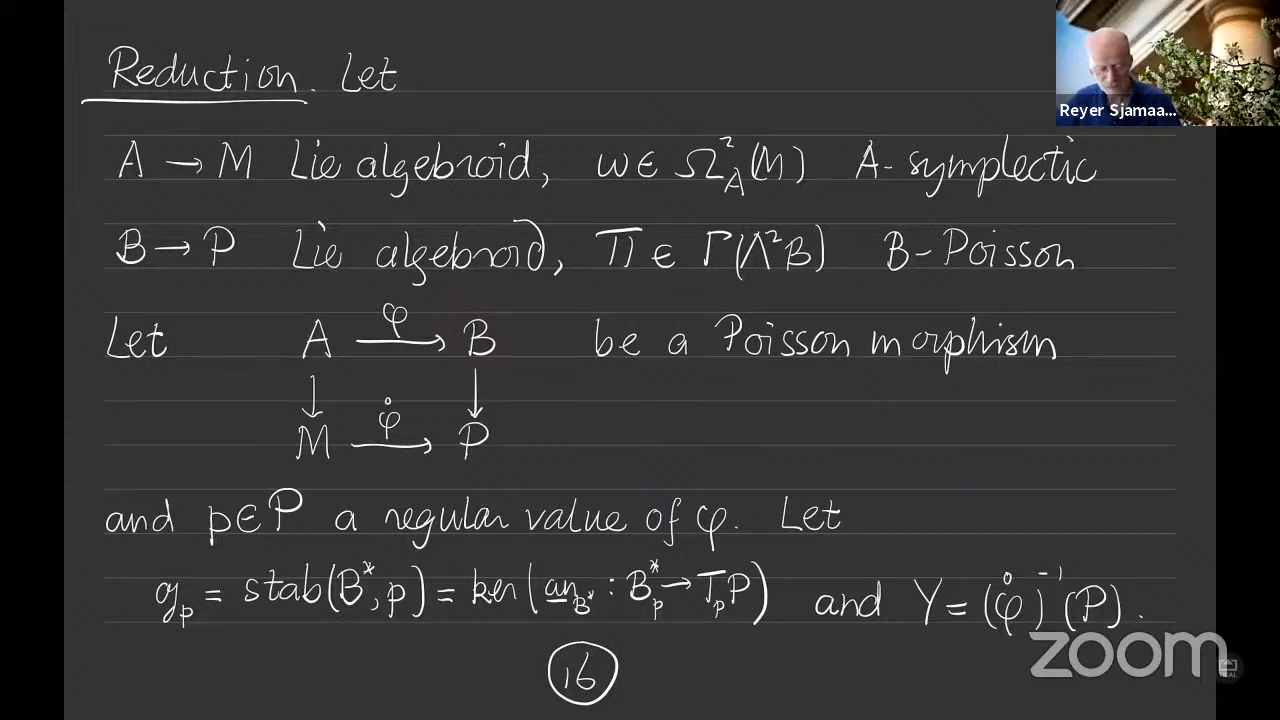 Reduction. Let
Reyer Sjamaa...
A → M Lie algebroid, ω ∈ Ω²_A(M) A-symplectic
B → P Lie algebroid, π ∈ Γ(Λ²B) B-Poisson
Let A →^φ B be a Poisson morphism
↓ ↓
M →^φ̊ P
and p∈P a regular value of φ. Let
𝔤_p = stab(B*, p) = ker(an_B* : B*_p → T_pP) and Y = (φ̊)⁻¹(P).
zoom
TRIAL
16